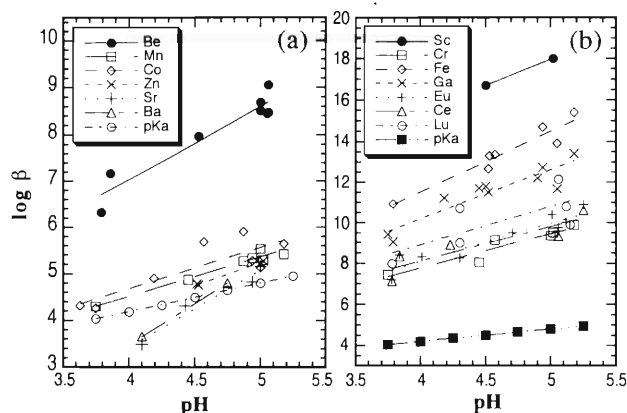 (a)
Be
Mn
Co
Zn
Sr
Ba
pKa
10
9
8
7
6
5
4
3
log β
3.5 4 4.5 5 5.5
pH
(b)
Sc
Cr
Fe
Ga
Eu
Ce
Lu
pKa
20
18
16
14
12
10
8
6
4
3.5 4 4.5 5 5.5
pH